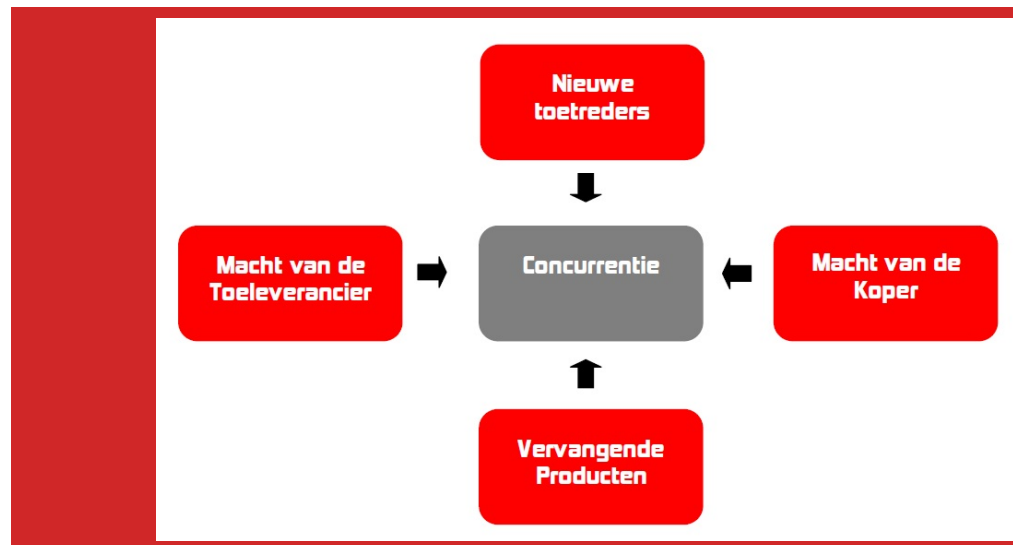 Nieuwe
toetreders
Macht van de
Toeleverancier
Concurrentie
Macht van de
Koper
Vervangende
Producten